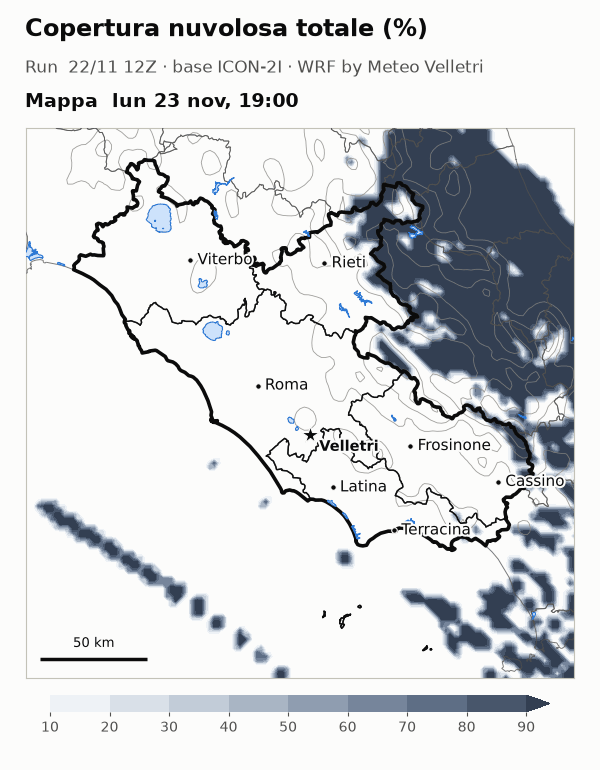 Copertura nuvolosa totale (%)
Run 22/11 12Z · base ICON-2I · WRF by Meteo Velletri
Mappa lun 23 nov, 19:00
Viterbo
Rieti
Roma
Velletri
Frosinone
Latina
Cassino
Terracina
50 km
10 20 30 40 50 60 70 80 90